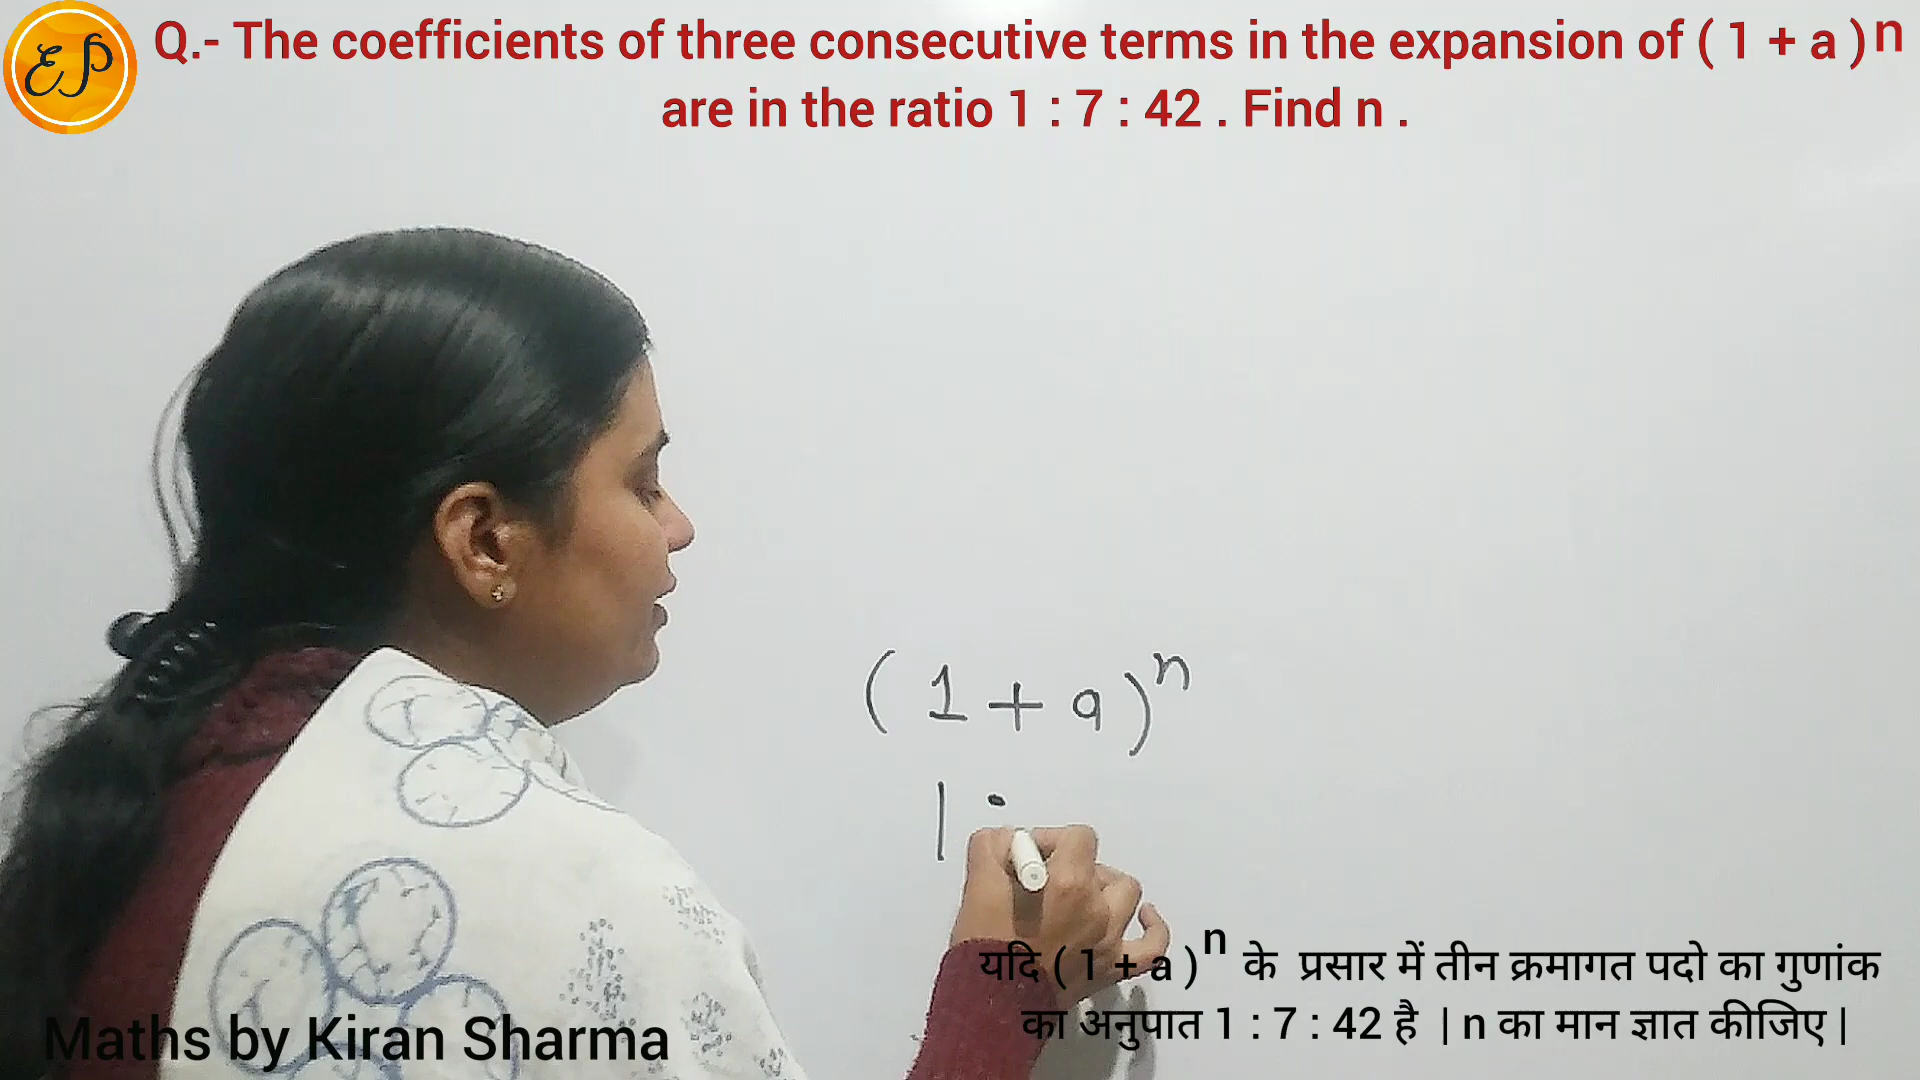 EP
Q.- The coefficients of three consecutive terms in the expansion of ( 1 + a )ⁿ
are in the ratio 1 : 7 : 42 . Find n .
( 1 + a )ⁿ
1 :
यदि ( 1 + a )ⁿ के प्रसार में तीन क्रमागत पदो का गुणांक
का अनुपात 1 : 7 : 42 है | n का मान ज्ञात कीजिए |
Maths by Kiran Sharma